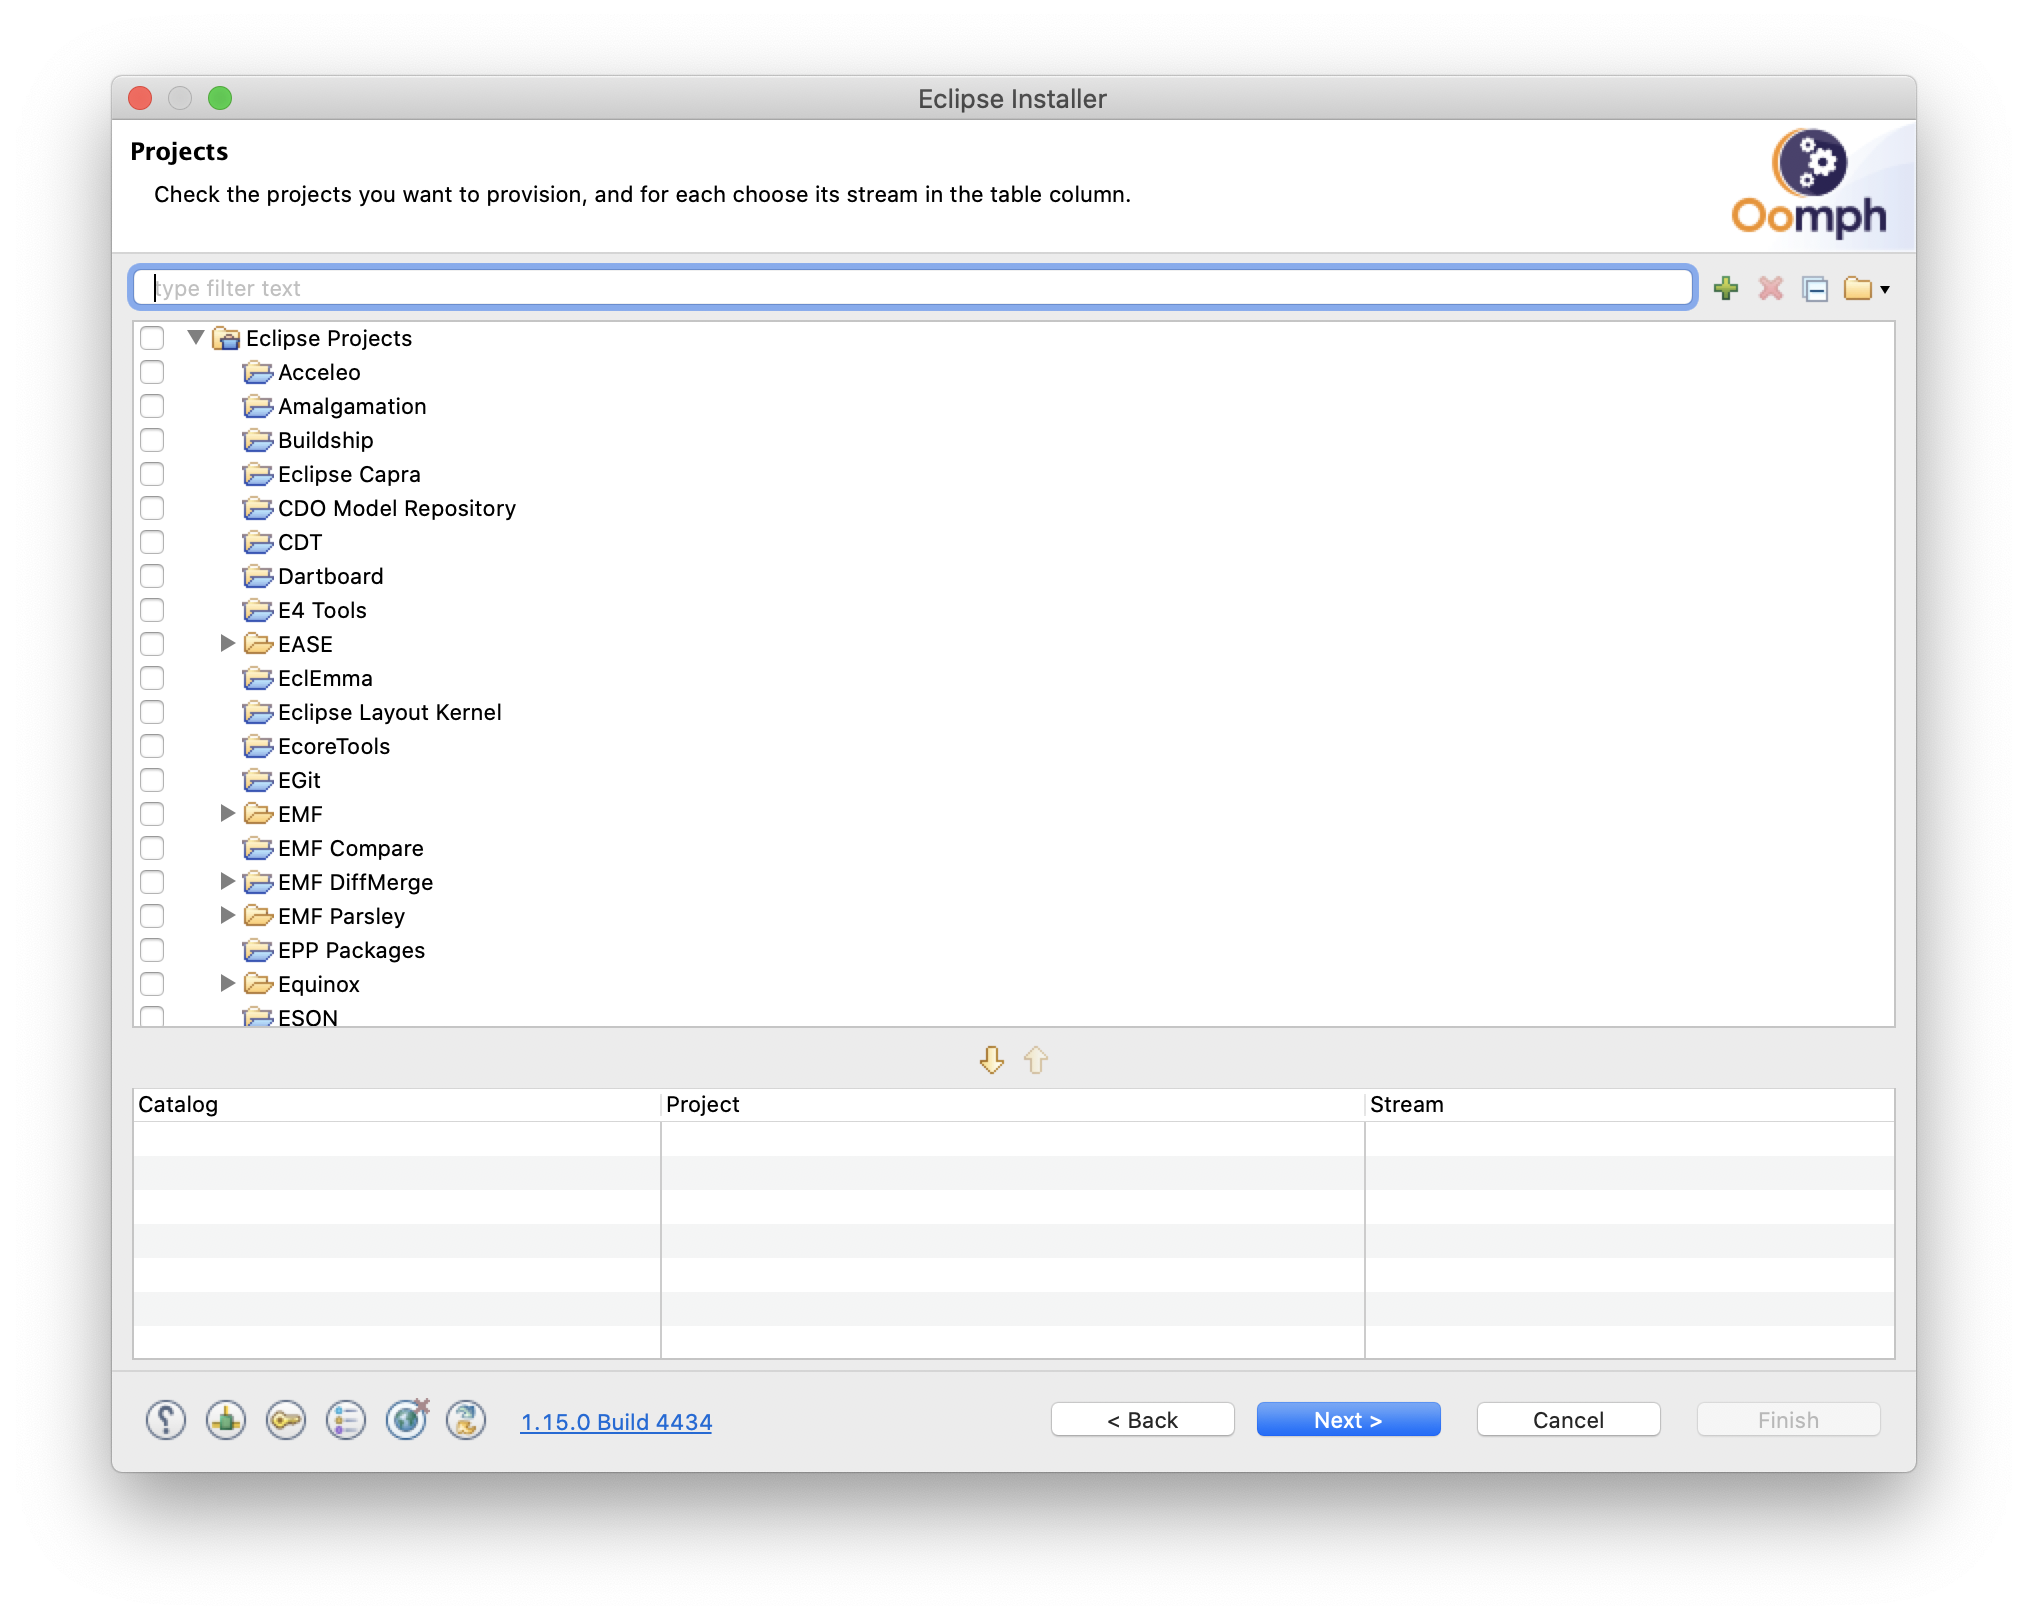 Eclipse Installer
Projects
Check the projects you want to provision, and for each choose its stream in the table column.
Oomph
type filter text
Eclipse Projects
Acceleo
Amalgamation
Buildship
Eclipse Capra
CDO Model Repository
CDT
Dartboard
E4 Tools
EASE
EclEmma
Eclipse Layout Kernel
EcoreTools
EGit
EMF
EMF Compare
EMF DiffMerge
EMF Parsley
EPP Packages
Equinox
ESON
Catalog Project Stream
1.15.0 Build 4434 < Back Next > Cancel Finish